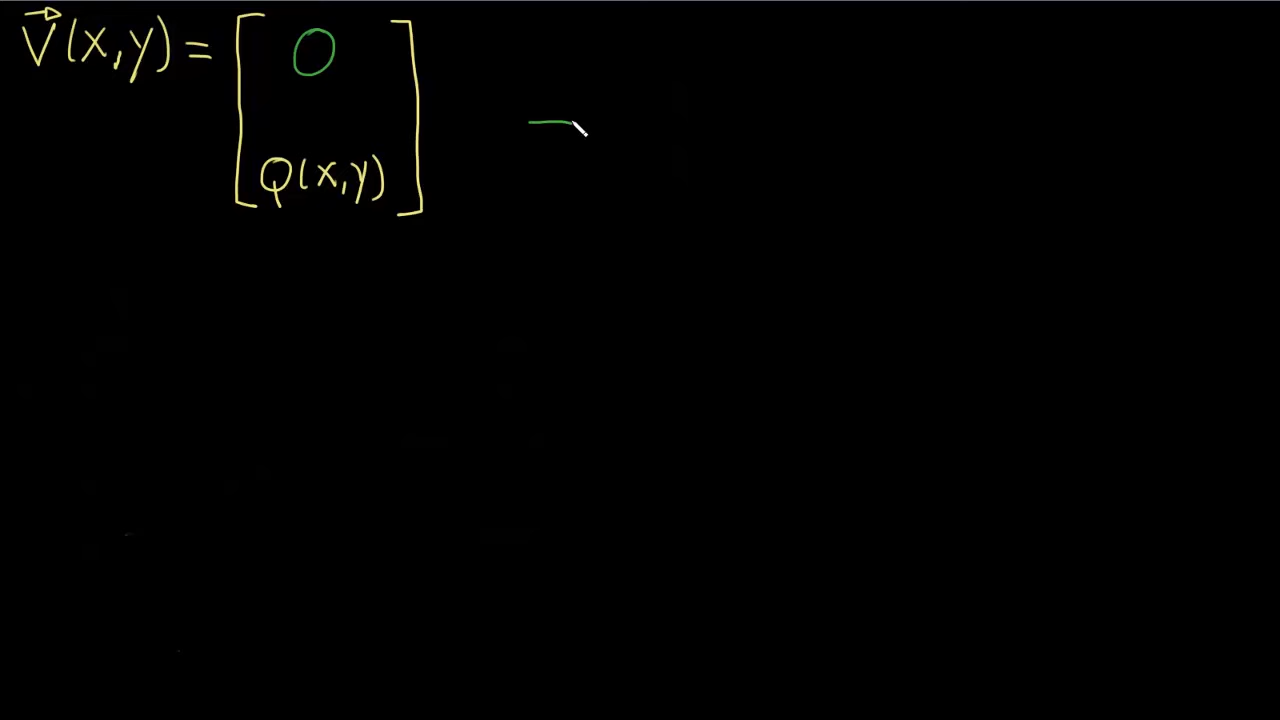 V⃗(x,y) = [ 0
Q(x,y) ]